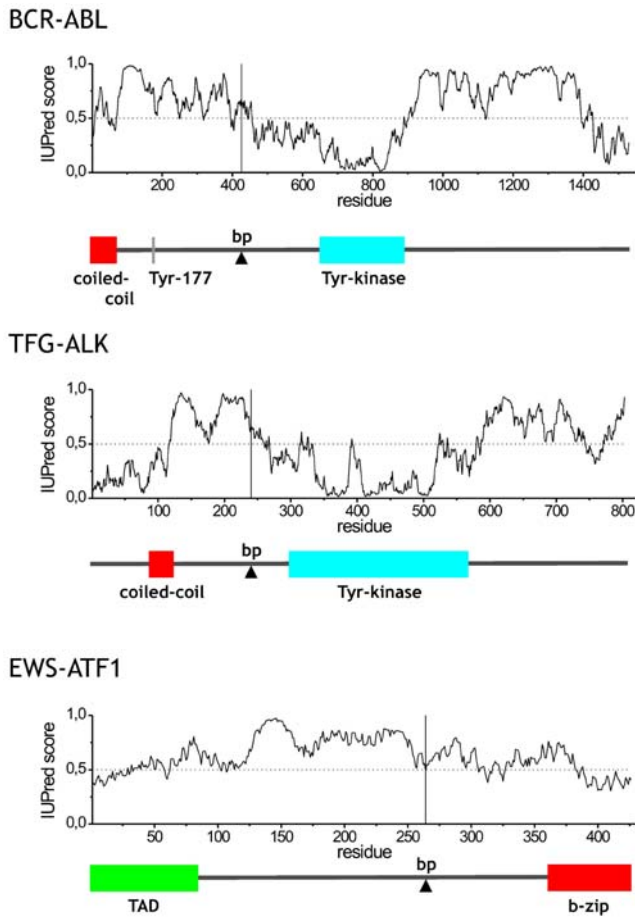 BCR-ABL
IUPred score
1,0
0,5
0,0
200 400 600 800 1000 1200 1400
residue
bp
coiled-coil
Tyr-177
Tyr-kinase
TFG-ALK
IUPred score
1,0
0,5
0,0
100 200 300 400 500 600 700 800
residue
bp
coiled-coil
Tyr-kinase
EWS-ATF1
IUPred score
1,0
0,5
0,0
50 100 150 200 250 300 350 400
residue
bp
TAD
b-zip